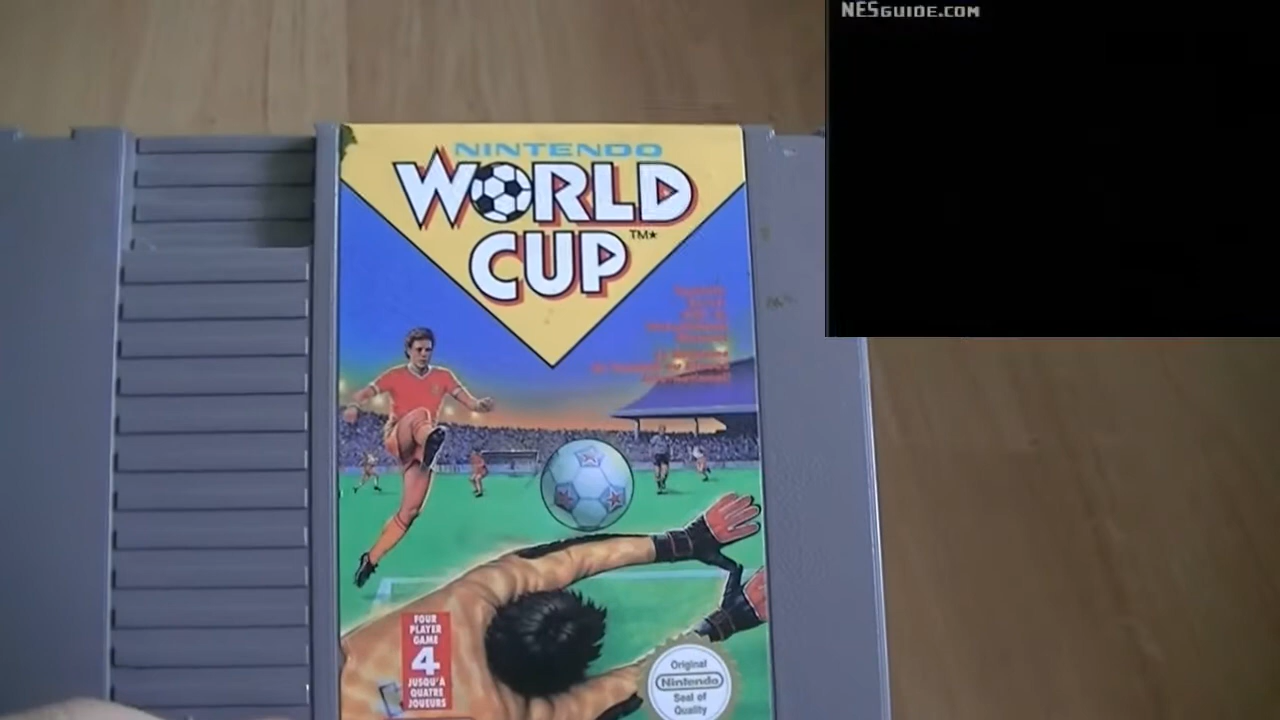 NESGUIDE.COM
NINTENDO
WORLD
CUP
TM*
FOUR
PLAYER
GAME
4
JUSQU'À
QUATRE
JOUEURS
Original
Nintendo
Seal of
Quality